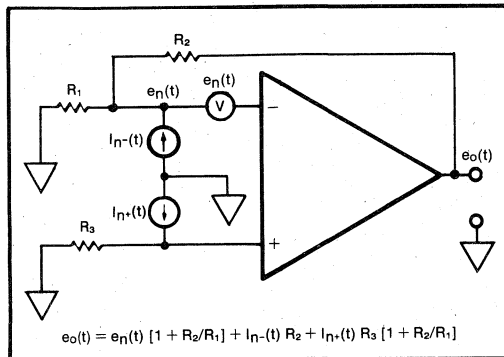 R₂
R₁
eₙ(t)
eₙ(t)
V
−
Iₙ-(t)
eₒ(t)
Iₙ+(t)
R₃
+
eₒ(t) = eₙ(t) [1 + R₂/R₁] + Iₙ-(t) R₂ + Iₙ+(t) R₃ [1 + R₂/R₁]